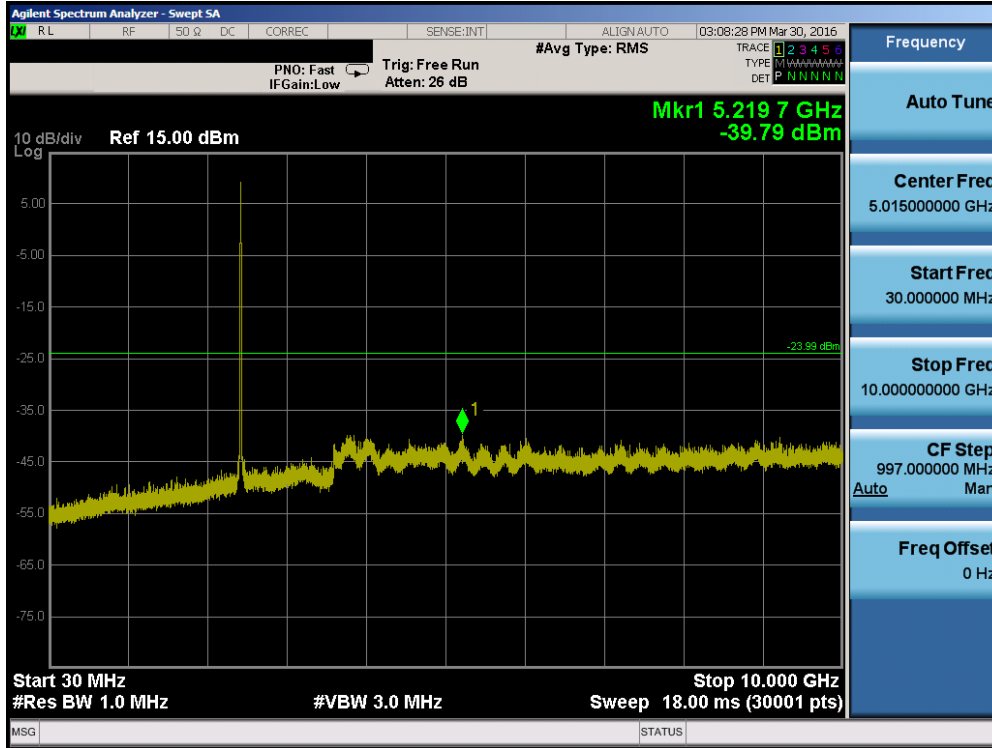 Agilent Spectrum Analyzer - Swept SA
LXI RL RF 50 Ω DC CORREC SENSE:INT ALIGN AUTO 03:08:28 PM Mar 30, 2016
Frequency
#Avg Type: RMS
TRACE 1 2 3 4 5 6
PNO: Fast Trig: Free Run
TYPE M
IFGain:Low Atten: 26 dB
DET P N N N N N
Auto Tune
Mkr1 5.219 7 GHz
-39.79 dBm
10 dB/div Ref 15.00 dBm
Log
5.00
-5.00
-15.0
-25.0
-35.0
-45.0
-55.0
-65.0
-75.0
-23.99 dBm
1
Center Freq
5.015000000 GHz
Start Freq
30.000000 MHz
Stop Freq
10.000000000 GHz
CF Step
997.000000 MHz
Auto Man
Freq Offset
0 Hz
Start 30 MHz Stop 10.000 GHz
#Res BW 1.0 MHz #VBW 3.0 MHz Sweep 18.00 ms (30001 pts)
MSG STATUS